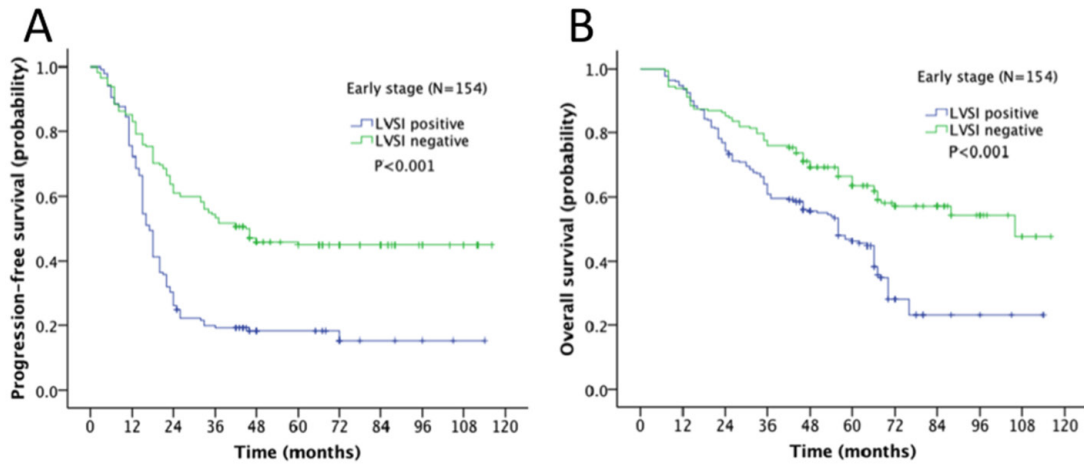 A
Progression-free survival (probability)
1.0
0.8
0.6
0.4
0.2
0.0
Early stage (N=154)
LVSI positive
LVSI negative
P<0.001
0 12 24 36 48 60 72 84 96 108 120
Time (months)
B
Overall survival (probability)
1.0
0.8
0.6
0.4
0.2
0.0
Early stage (N=154)
LVSI positive
LVSI negative
P<0.001
0 12 24 36 48 60 72 84 96 108 120
Time (months)